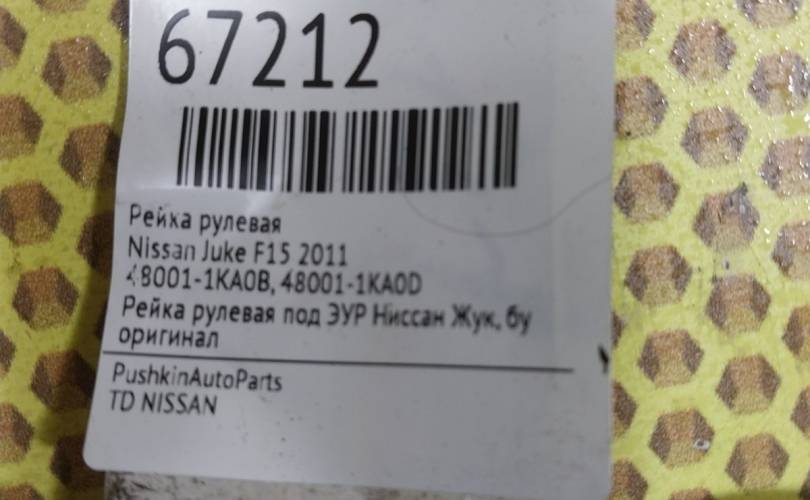 67212
Рейка рулевая
Nissan Juke F15 2011
48001-1KA0B, 48001-1KA0D
Рейка рулевая под ЭУР Ниссан Жук, бу
оригинал
PushkinAutoParts
TD NISSAN